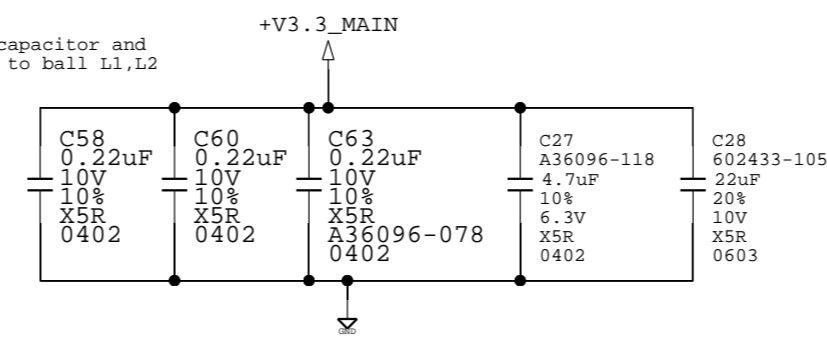 +V3.3_MAIN
capacitor and
to ball L1,L2
C58
0.22uF
10V
10%
X5R
0402
C60
0.22uF
10V
10%
X5R
0402
C63
0.22uF
10V
10%
X5R
A36096-078
0402
C27
A36096-118
4.7uF
10%
6.3V
X5R
0402
C28
602433-105
22uF
20%
10V
X5R
0603
GND